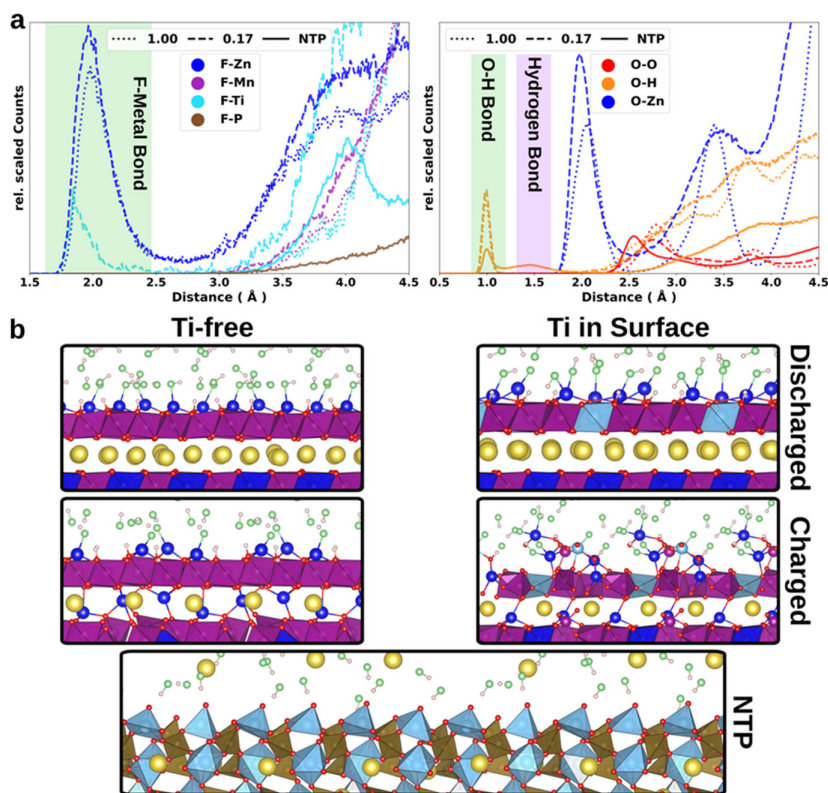 a
1.00 0.17 NTP
F-Zn
F-Mn
F-Ti
F-P
F-Metal Bond
rel. scaled Counts
1.5 2.0 2.5 3.0 3.5 4.0 4.5
Distance ( Å )
1.00 0.17 NTP
O-O
O-H
O-Zn
O-H Bond
Hydrogen Bond
rel. scaled Counts
0.5 1.0 1.5 2.0 2.5 3.0 3.5 4.0 4.5
Distance ( Å )
b
Ti-free
Ti in Surface
Discharged
Charged
NTP